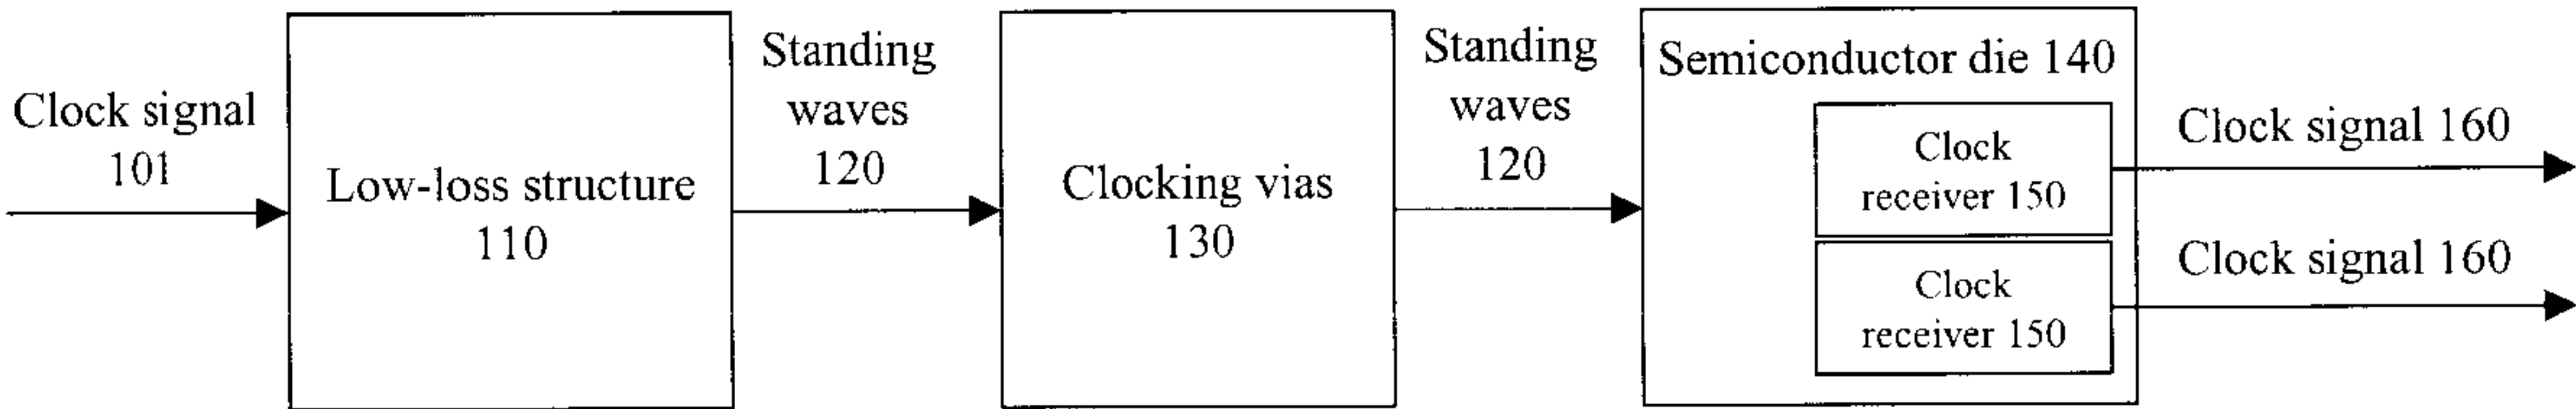 Clock signal
101
Low-loss structure
110
Standing
waves
120
Clocking vias
130
Standing
waves
120
Semiconductor die 140
Clock
receiver 150
Clock
receiver 150
Clock signal 160
Clock signal 160